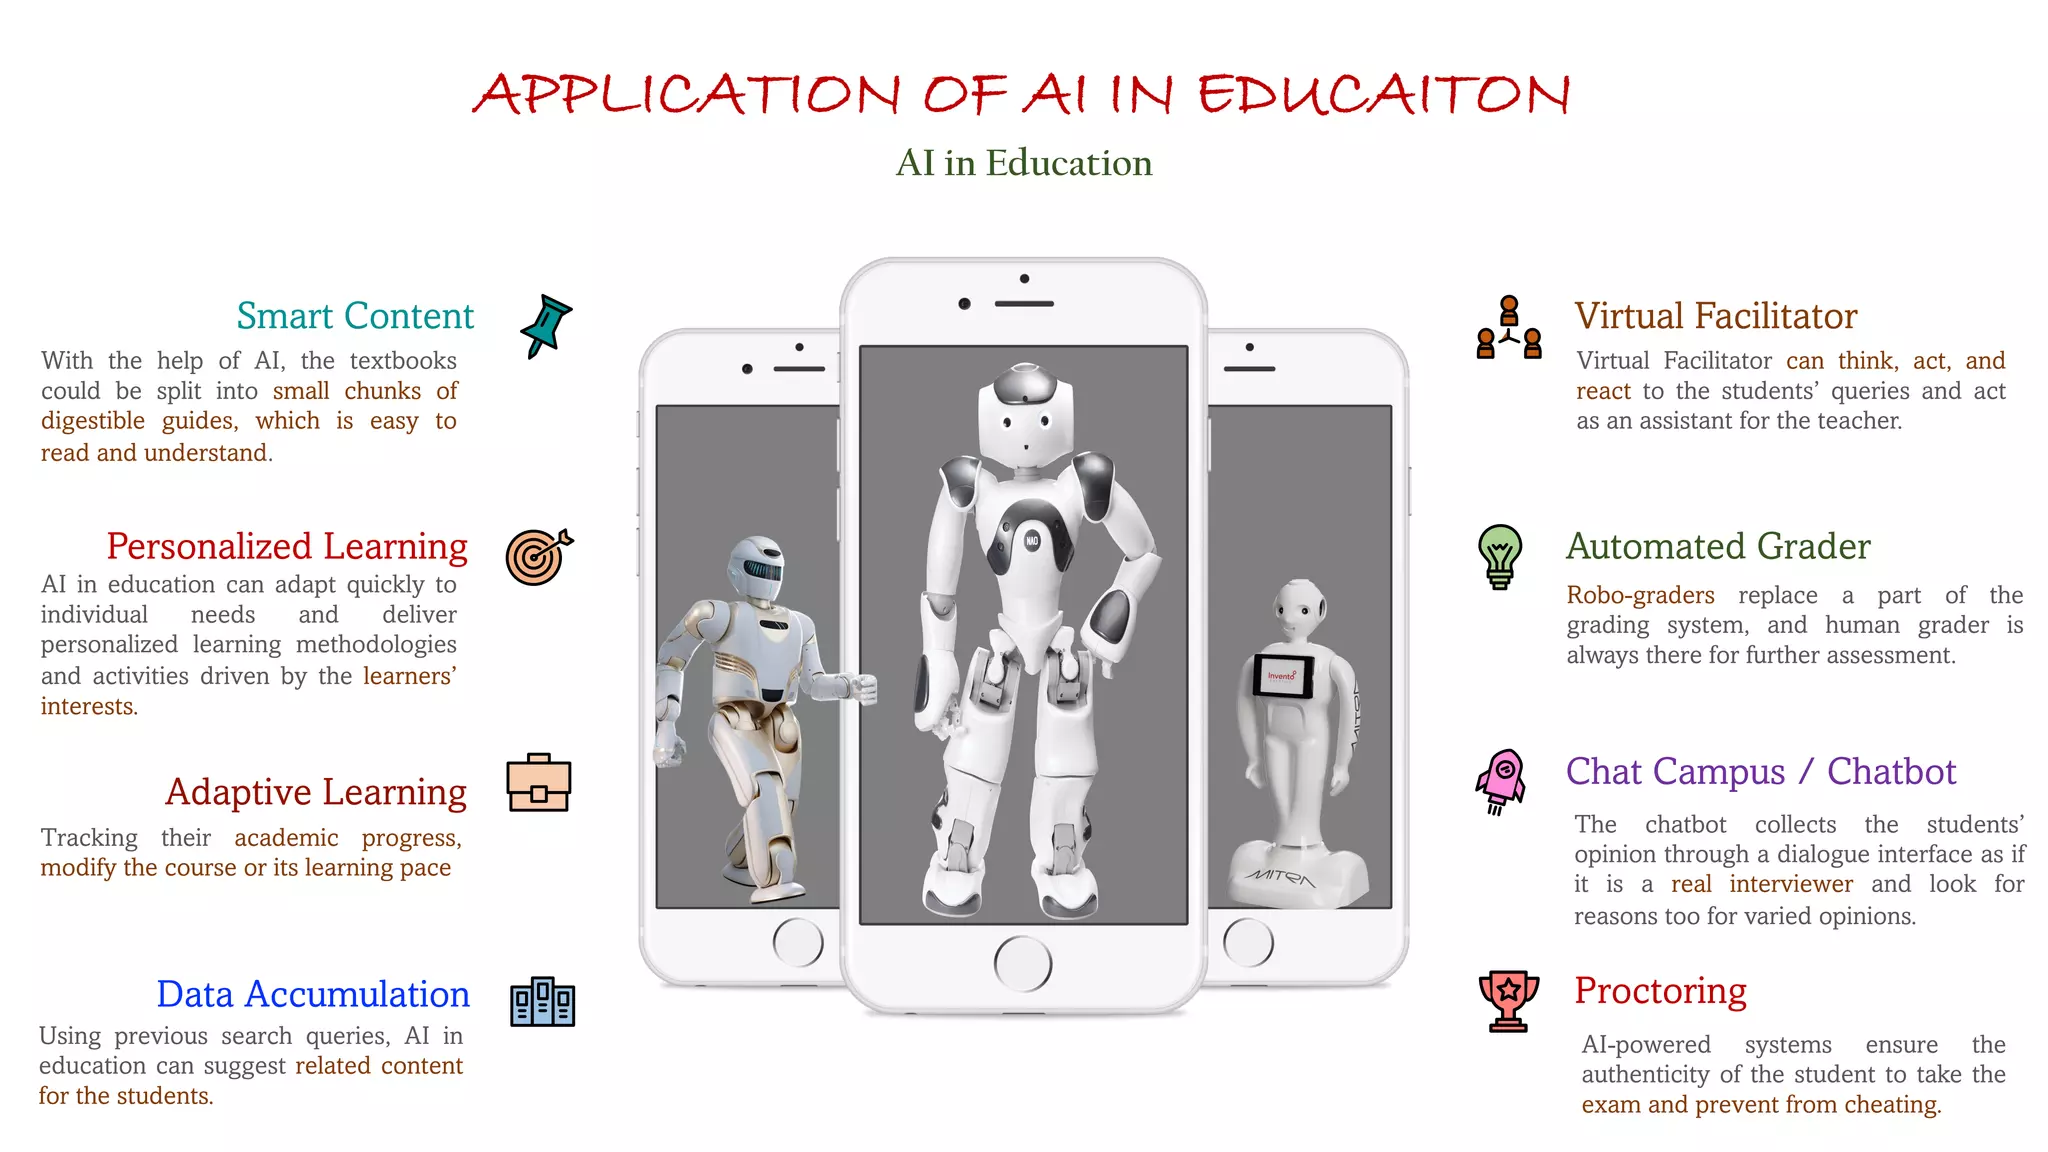 APPLICATION OF AI IN EDUCAITON
AI in Education
Smart Content
With the help of AI, the textbooks
could be split into small chunks of
digestible guides, which is easy to
read and understand.
Personalized Learning
AI in education can adapt quickly to
individual needs and deliver
personalized learning methodologies
and activities driven by the learners’
interests.
Adaptive Learning
Tracking their academic progress,
modify the course or its learning pace
Data Accumulation
Using previous search queries, AI in
education can suggest related content
for the students.
NAO
Invento
MITRA
MITRA
Virtual Facilitator
Virtual Facilitator can think, act, and
react to the students’ queries and act
as an assistant for the teacher.
Automated Grader
Robo-graders replace a part of the
grading system, and human grader is
always there for further assessment.
Chat Campus / Chatbot
The chatbot collects the students’
opinion through a dialogue interface as if
it is a real interviewer and look for
reasons too for varied opinions.
Proctoring
AI-powered systems ensure the
authenticity of the student to take the
exam and prevent from cheating.